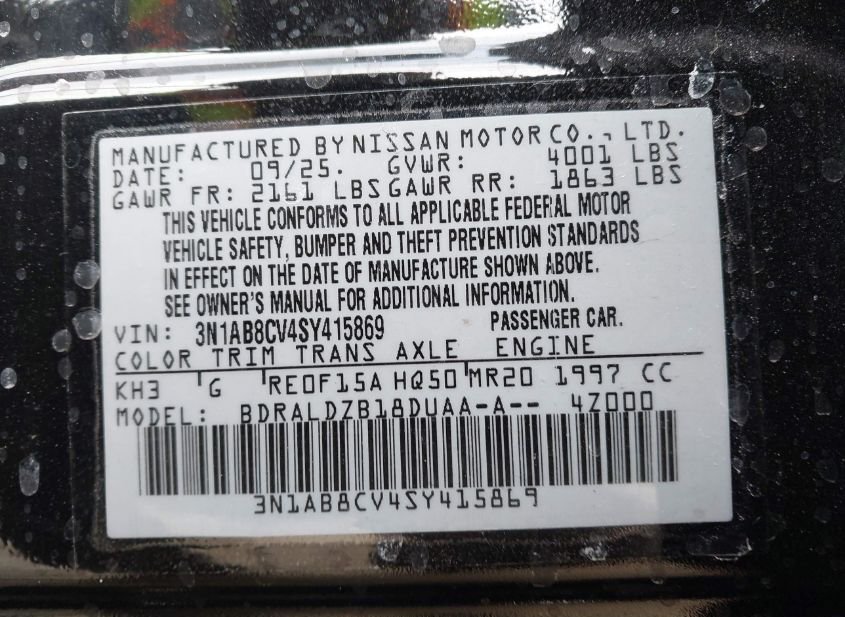 MANUFACTURED BY NISSAN MOTOR CO., LTD.
DATE: 09/25. GVWR: 4001 LBS
GAWR FR: 2161 LBS GAWR RR: 1863 LBS
THIS VEHICLE CONFORMS TO ALL APPLICABLE FEDERAL MOTOR
VEHICLE SAFETY, BUMPER AND THEFT PREVENTION STANDARDS
IN EFFECT ON THE DATE OF MANUFACTURE SHOWN ABOVE.
SEE OWNER'S MANUAL FOR ADDITIONAL INFORMATION.
VIN: 3N1AB8CV4SY415869 PASSENGER CAR.
COLOR TRIM TRANS AXLE ENGINE
KH3 G RE0F15A HQ50 MR20 1997 CC
MODEL: BDRALDZB18DUAA-A-- 4Z000
3N1AB8CV4SY415869